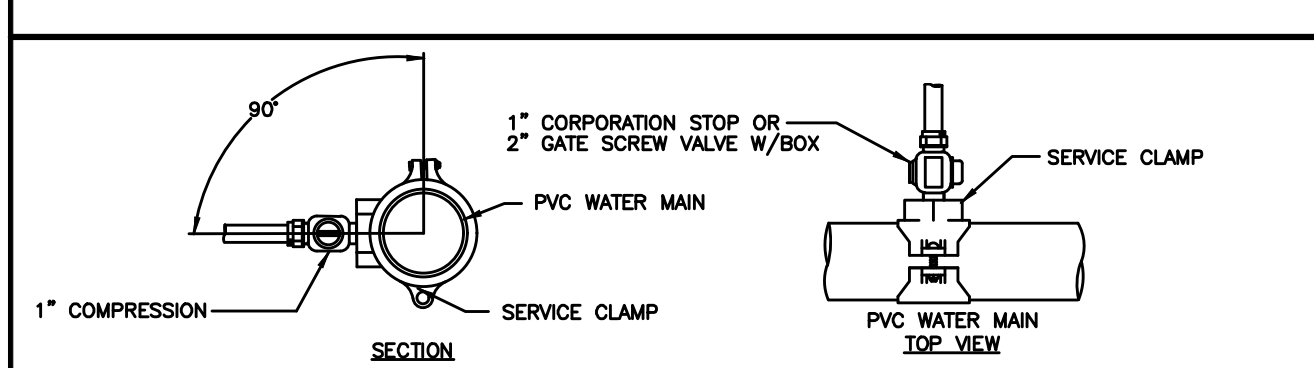 90°
1" COMPRESSION
PVC WATER MAIN
SERVICE CLAMP
SECTION
1" CORPORATION STOP OR
2" GATE SCREW VALVE W/BOX
SERVICE CLAMP
PVC WATER MAIN
TOP VIEW